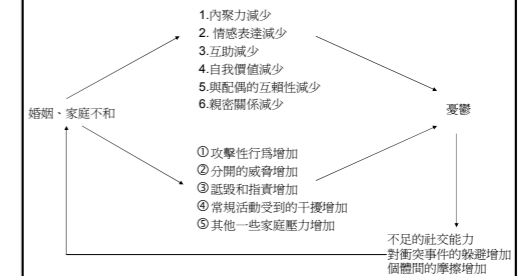 1.內聚力減少
2. 情感表達減少
3.互助減少
4.自我價值減少
5.與配偶的互賴性減少
6.親密關係減少
婚姻、家庭不和
憂鬱
①攻擊性行爲增加
②分開的威脅增加
③詆毀和指責增加
④常規活動受到的干擾增加
⑤其他一些家庭壓力增加
不足的社交能力
對衝突事件的躲避增加
個體間的摩擦增加